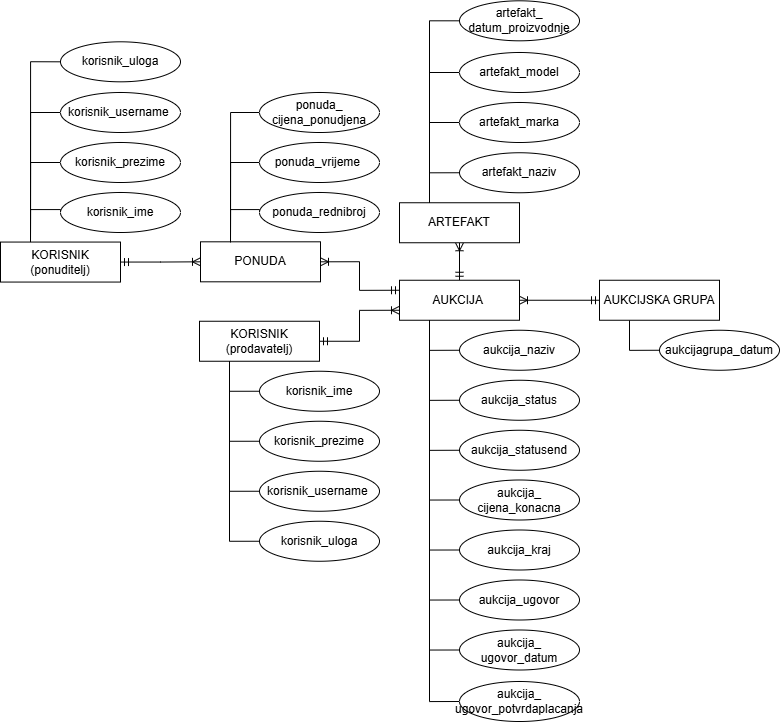 artefakt_
datum_proizvodnje
artefakt_model
artefakt_marka
artefakt_naziv
ARTEFAKT
korisnik_uloga
korisnik_username
korisnik_prezime
korisnik_ime
KORISNIK
(ponuditelj)
ponuda_
cijena_ponudjena
ponuda_vrijeme
ponuda_rednibroj
PONUDA
AUKCIJA
AUKCIJSKA GRUPA
aukcijagrupa_datum
KORISNIK
(prodavatelj)
korisnik_ime
korisnik_prezime
korisnik_username
korisnik_uloga
aukcija_naziv
aukcija_status
aukcija_statusend
aukcija_
cijena_konacna
aukcija_kraj
aukcija_ugovor
aukcija_
ugovor_datum
aukcija_
ugovor_potvrdaplacanja